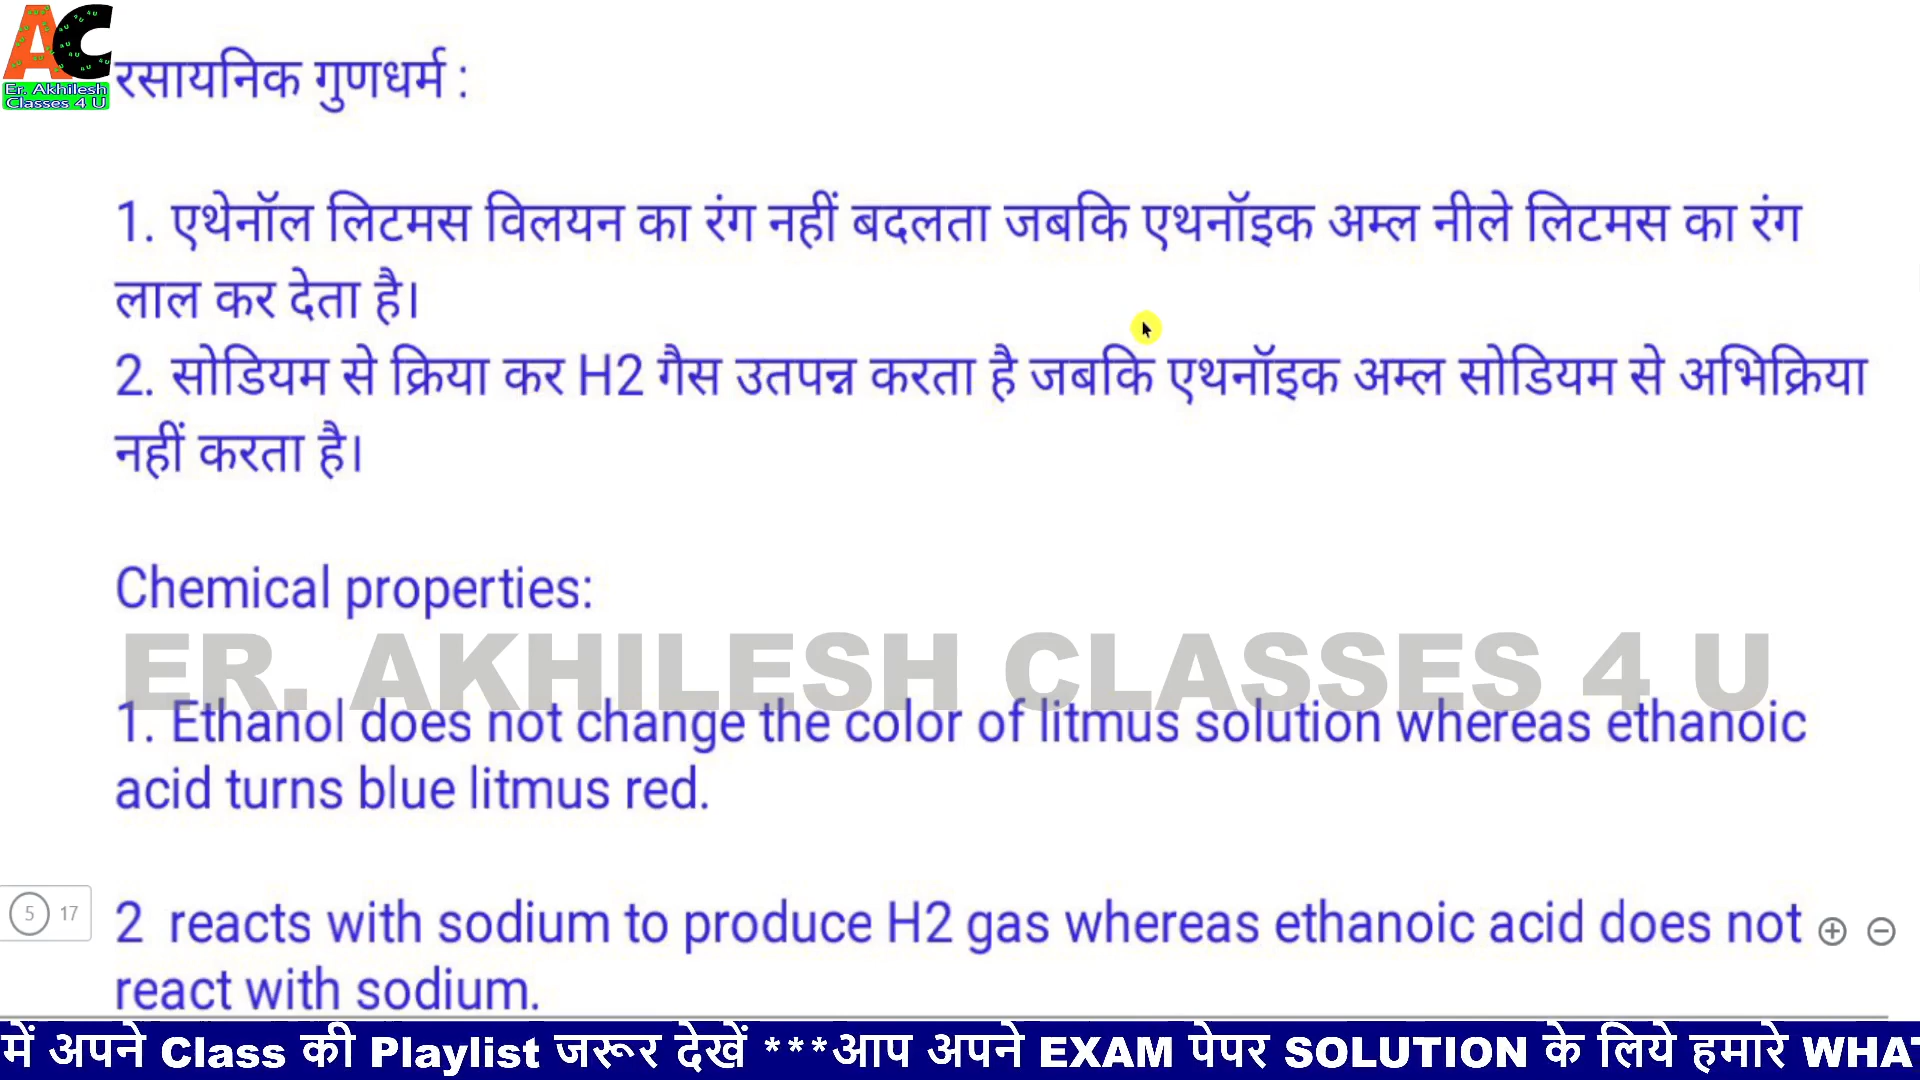 AC
Er. Akhilesh
Classes 4 U
रसायनिक गुणधर्म :
1. एथेनॉल लिटमस विलयन का रंग नहीं बदलता जबकि एथनॉइक अम्ल नीले लिटमस का रंग
लाल कर देता है।
2. सोडियम से क्रिया कर H2 गैस उतपन्न करता है जबकि एथनॉइक अम्ल सोडियम से अभिक्रिया
नहीं करता है।
Chemical properties:
ER. AKHILESH CLASSES 4 U
1. Ethanol does not change the color of litmus solution whereas ethanoic
acid turns blue litmus red.
5 17
2 reacts with sodium to produce H2 gas whereas ethanoic acid does not
react with sodium.
में अपने Class की Playlist जरूर देखें ***आप अपने EXAM पेपर SOLUTION के लिये हमारे WHA